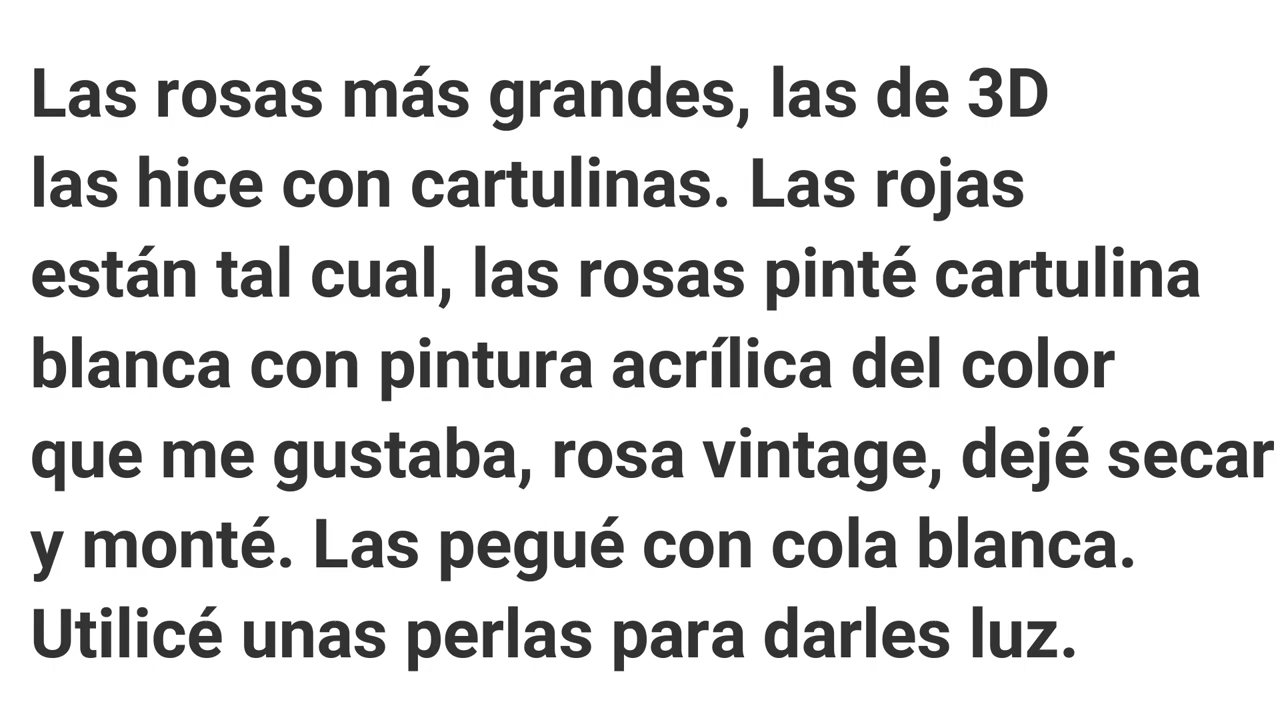 Las rosas más grandes, las de 3D
las hice con cartulinas. Las rojas
están tal cual, las rosas pinté cartulina
blanca con pintura acrílica del color
que me gustaba, rosa vintage, dejé secar
y monté. Las pegué con cola blanca.
Utilicé unas perlas para darles luz.